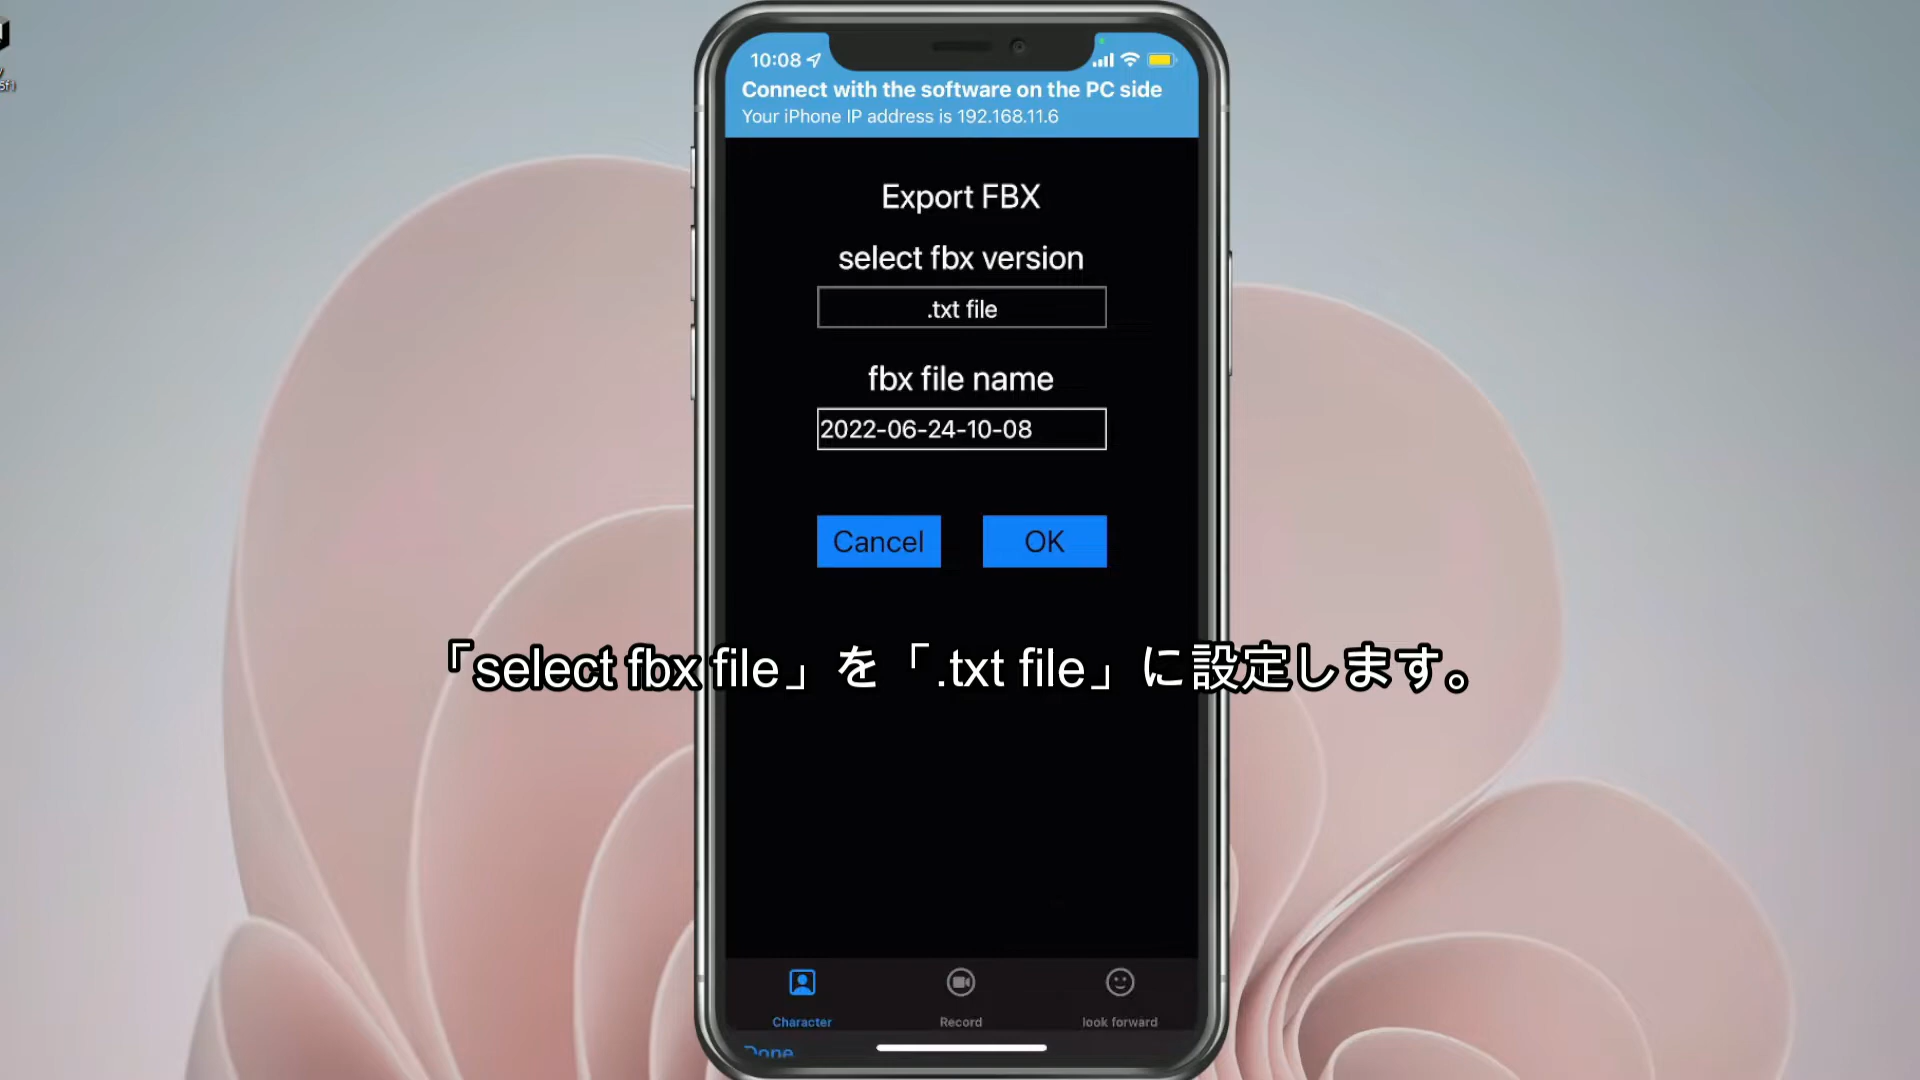 10:08
Connect with the software on the PC side
Your iPhone IP address is 192.168.11.6
Export FBX
select fbx version
.txt file
fbx file name
2022-06-24-10-08
Cancel OK
「select fbx file」を「.txt file」に設定します。
Character Record look forward
Done